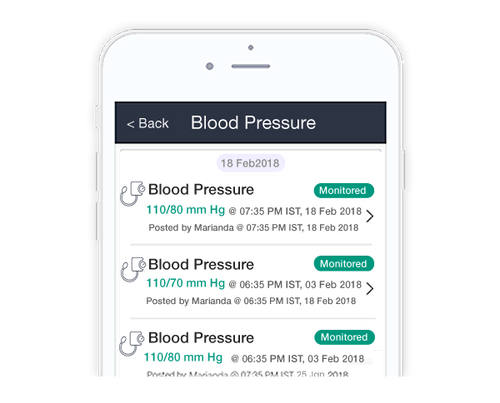 < Back Blood Pressure
18 Feb2018
Blood Pressure Monitored
110/80 mm Hg @ 07:35 PM IST, 18 Feb 2018
Posted by Marianda @ 07:35 PM IST, 18 Feb 2018
Blood Pressure Monitored
110/70 mm Hg @ 06:35 PM IST, 03 Feb 2018
Posted by Marianda @ 06:35 PM IST, 18 Feb 2018
Blood Pressure Monitored
110/80 mm Hg @ 06:35 PM IST, 03 Feb 2018
Posted by Marianda @ 07:35 PM IST 25 Jan 2018